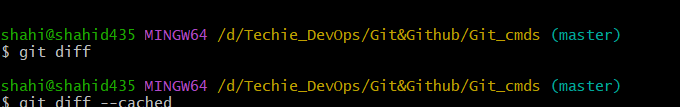 shahi@shahid435 MINGW64 /d/Techie_DevOps/Git&Github/Git_cmds (master)
$ git diff
shahi@shahid435 MINGW64 /d/Techie_DevOps/Git&Github/Git_cmds (master)
$ git diff --cached